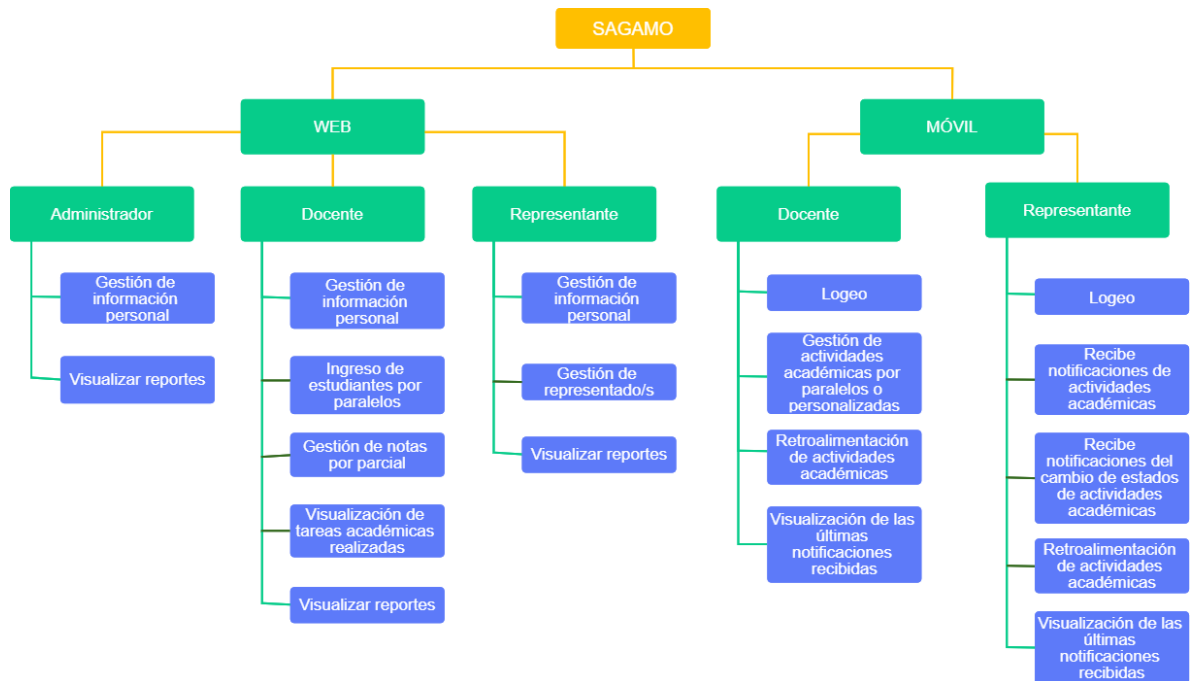 SAGAMO
WEB
MÓVIL
Administrador
Gestión de
información
personal
Visualizar reportes
Docente
Gestión de
información
personal
Ingreso de
estudiantes por
paralelos
Gestión de notas
por parcial
Visualización de
tareas académicas
realizadas
Visualizar reportes
Representante
Gestión de
información
personal
Gestión de
representado/s
Visualizar reportes
Docente
Logeo
Gestión de
actividades
académicas por
paralelos o
personalizadas
Retroalimentación
de actividades
académicas
Visualización de las
últimas
notificaciones
recibidas
Representante
Logeo
Recibe
notificaciones de
actividades
académicas
Recibe
notificaciones del
cambio de estados
de actividades
académicas
Retroalimentación
de actividades
académicas
Visualización de las
últimas
notificaciones
recibidas